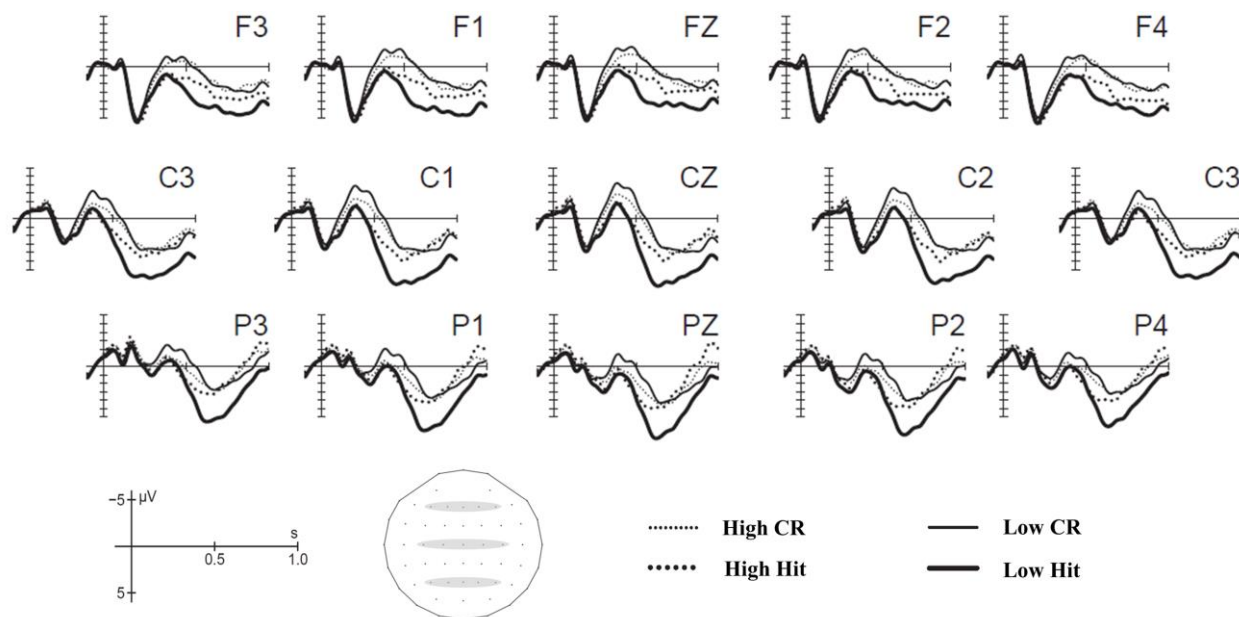 F3 F1 FZ F2 F4
C3 C1 CZ C2 C3
P3 P1 PZ P2 P4
-5 µV
s
0.5 1.0
5
High CR Low CR
High Hit Low Hit